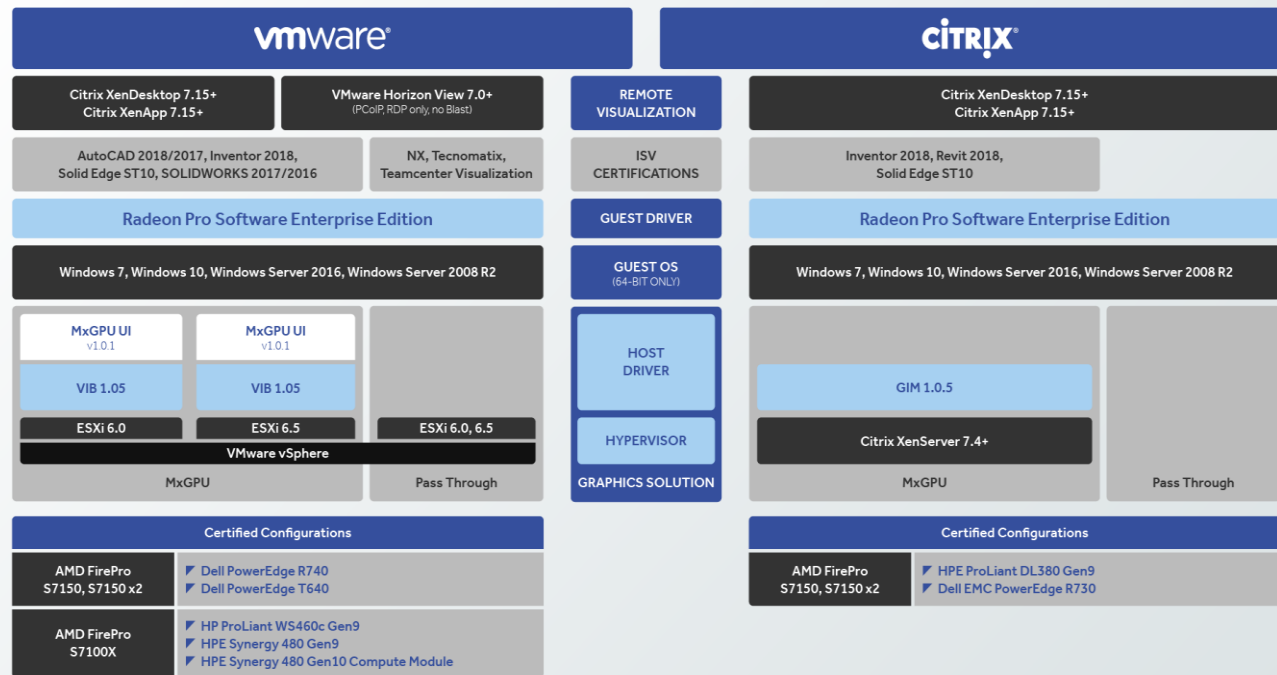 vmware®
CİTRİX®
Citrix XenDesktop 7.15+
Citrix XenApp 7.15+
VMware Horizon View 7.0+
(PCoIP, RDP only, no Blast)
REMOTE
VISUALIZATION
Citrix XenDesktop 7.15+
Citrix XenApp 7.15+
AutoCAD 2018/2017, Inventor 2018,
Solid Edge ST10, SOLIDWORKS 2017/2016
NX, Tecnomatix,
Teamcenter Visualization
ISV
CERTIFICATIONS
Inventor 2018, Revit 2018,
Solid Edge ST10
Radeon Pro Software Enterprise Edition
GUEST DRIVER
Radeon Pro Software Enterprise Edition
Windows 7, Windows 10, Windows Server 2016, Windows Server 2008 R2
GUEST OS
(64-BIT ONLY)
Windows 7, Windows 10, Windows Server 2016, Windows Server 2008 R2
MxGPU UI
v1.0.1
MxGPU UI
v1.0.1
VIB 1.05
VIB 1.05
ESXi 6.0
ESXi 6.5
ESXi 6.0, 6.5
VMware vSphere
MxGPU
Pass Through
HOST
DRIVER
HYPERVISOR
GRAPHICS SOLUTION
GIM 1.0.5
Citrix XenServer 7.4+
MxGPU
Pass Through
Certified Configurations
AMD FirePro
S7150, S7150 x2
Dell PowerEdge R740
Dell PowerEdge T640
AMD FirePro
S7100X
HP ProLiant WS460c Gen9
HPE Synergy 480 Gen9
HPE Synergy 480 Gen10 Compute Module
Certified Configurations
AMD FirePro
S7150, S7150 x2
HPE ProLiant DL380 Gen9
Dell EMC PowerEdge R730